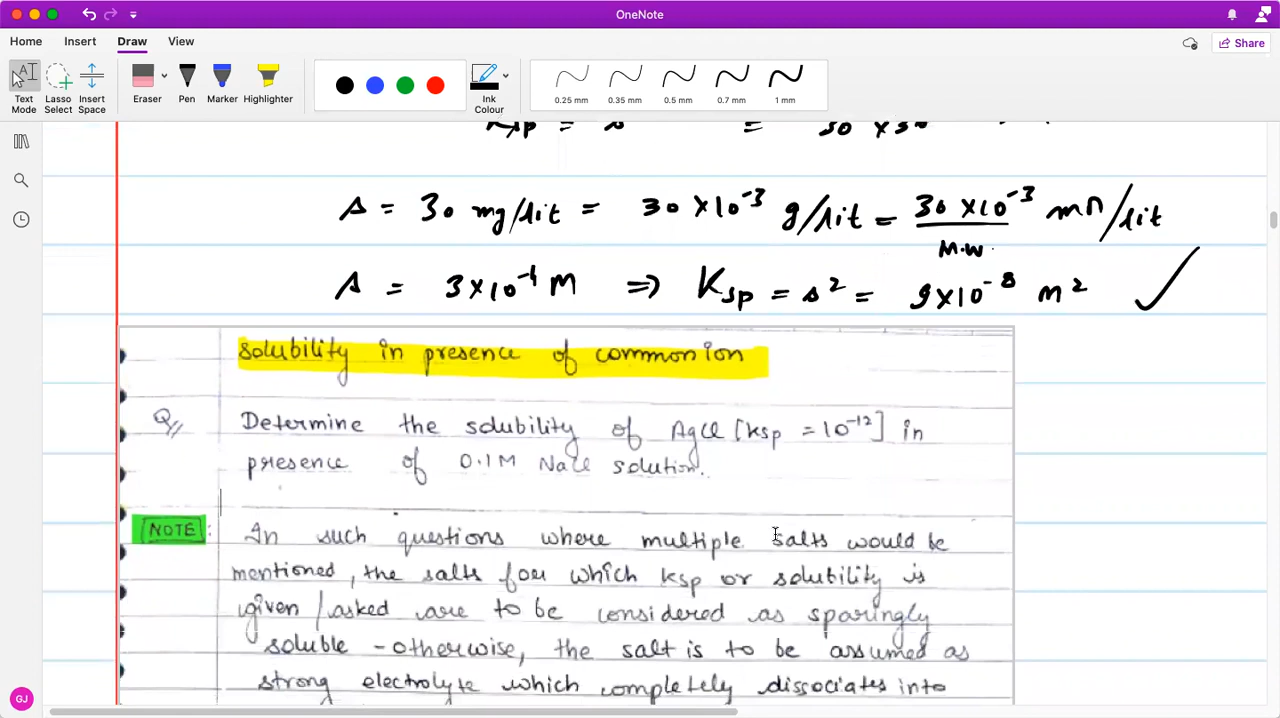 OneNote
Home Insert Draw View
Share
Text Mode
Lasso Select
Insert Space
Eraser
Pen
Marker
Highlighter
Ink Colour
0.25 mm
0.35 mm
0.5 mm
0.7 mm
1 mm
Ksp = s = 30 × 30
s = 30 mg/lit = 30×10⁻³ g/lit = 30×10⁻³/M.W. mol/lit
s = 3×10⁻⁴ M ⇒ Ksp = s² = 9×10⁻⁸ M² ✓
solubility in presence of common ion
Q// Determine the solubility of AgCl [ksp = 10⁻¹²] in
presence of 0.1M NaCl solution.
NOTE : In such questions where multiple salts would be
mentioned, the salts for which ksp or solubility is
given / asked are to be considered as sparingly
soluble - otherwise, the salt is to be assumed as
strong electrolyte which completely dissociates into
GJ